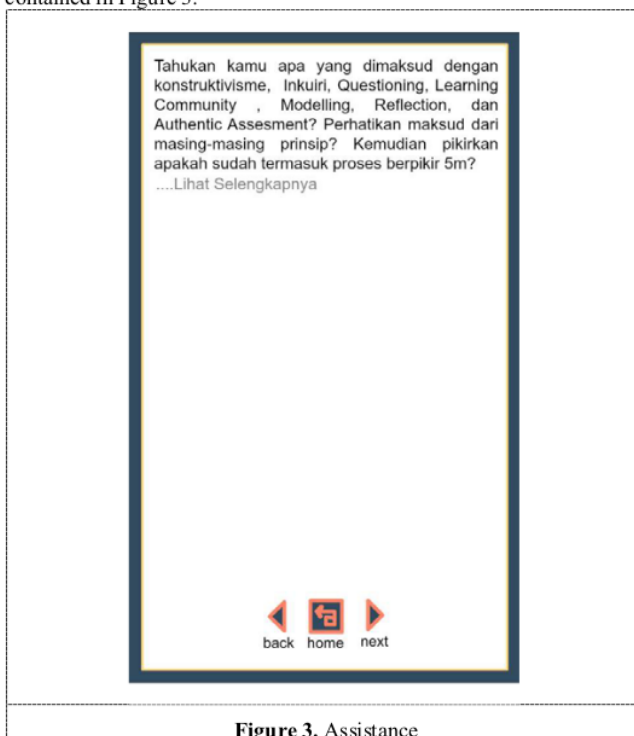 contained in Figure 3.
Tahukan kamu apa yang dimaksud dengan
konstruktivisme, Inkuiri, Questioning, Learning
Community , Modelling, Reflection, dan
Authentic Assesment? Perhatikan maksud dari
masing-masing prinsip? Kemudian pikirkan
apakah sudah termasuk proses berpikir 5m?
....Lihat Selengkapnya
back home next
Figure 3. Assistance